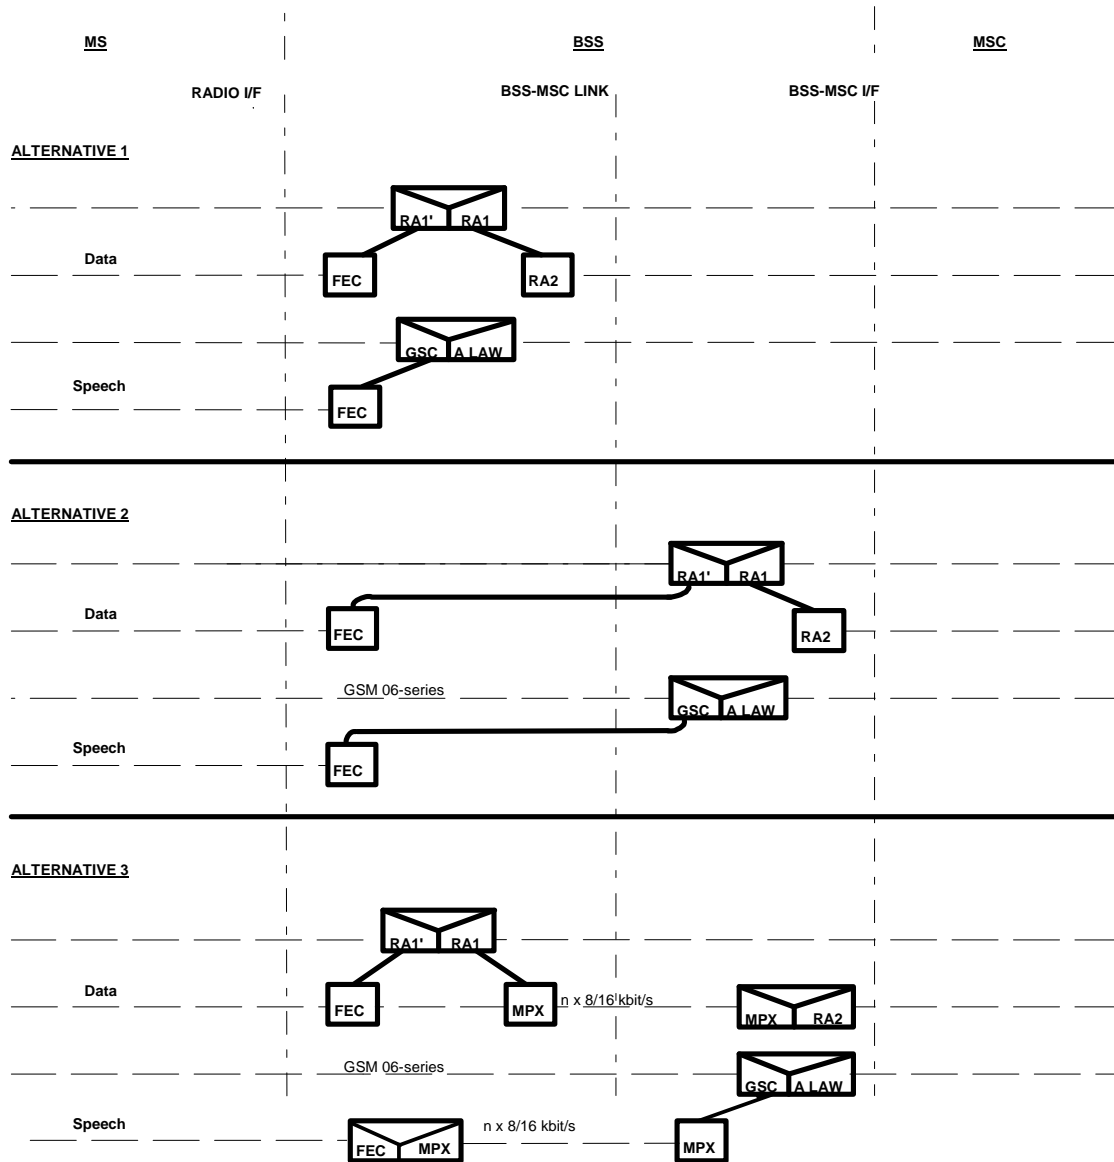 MS BSS MSC
RADIO I/F BSS-MSC LINK BSS-MSC I/F
ALTERNATIVE 1
RA1' RA1
Data
FEC RA2
GSC A LAW
Speech
FEC
ALTERNATIVE 2
RA1' RA1
Data
FEC RA2
GSM 06-series
GSC A LAW
Speech
FEC
ALTERNATIVE 3
RA1' RA1
Data
FEC MPX n x 8/16 kbit/s MPX RA2
GSM 06-series
GSC A LAW
Speech
FEC MPX n x 8/16 kbit/s MPX